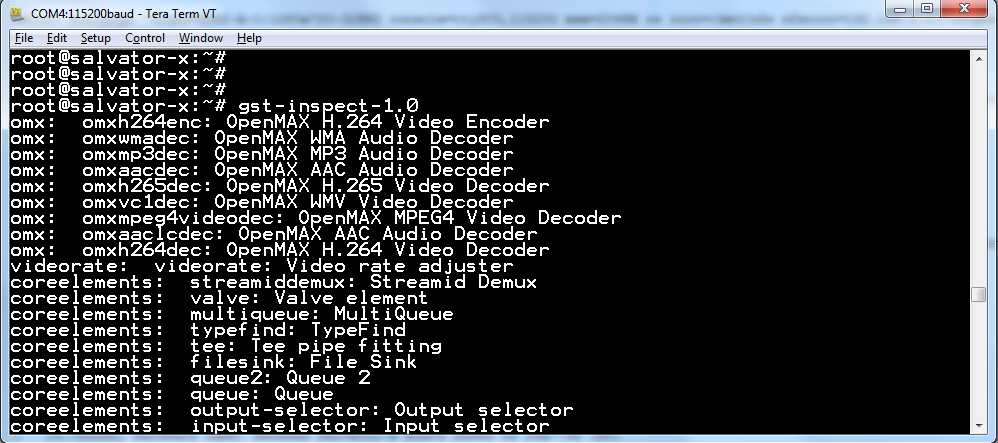 COM4:115200baud - Tera Term VT
File Edit Setup Control Window Help
root@salvator-x:~#
root@salvator-x:~#
root@salvator-x:~#
root@salvator-x:~# gst-inspect-1.0
omx:  omxh264enc: OpenMAX H.264 Video Encoder
omx:  omxwmadec: OpenMAX WMA Audio Decoder
omx:  omxmp3dec: OpenMAX MP3 Audio Decoder
omx:  omxaacdec: OpenMAX AAC Audio Decoder
omx:  omxh265dec: OpenMAX H.265 Video Decoder
omx:  omxvc1dec: OpenMAX WMV Video Decoder
omx:  omxmpeg4videodec: OpenMAX MPEG4 Video Decoder
omx:  omxaaclcdec: OpenMAX AAC Audio Decoder
omx:  omxh264dec: OpenMAX H.264 Video Decoder
videorate:  videorate: Video rate adjuster
coreelements:  streamiddemux: Streamid Demux
coreelements:  valve: Valve element
coreelements:  multiqueue: MultiQueue
coreelements:  typefind: TypeFind
coreelements:  tee: Tee pipe fitting
coreelements:  filesink: File Sink
coreelements:  queue2: Queue 2
coreelements:  queue: Queue
coreelements:  output-selector: Output selector
coreelements:  input-selector: Input selector